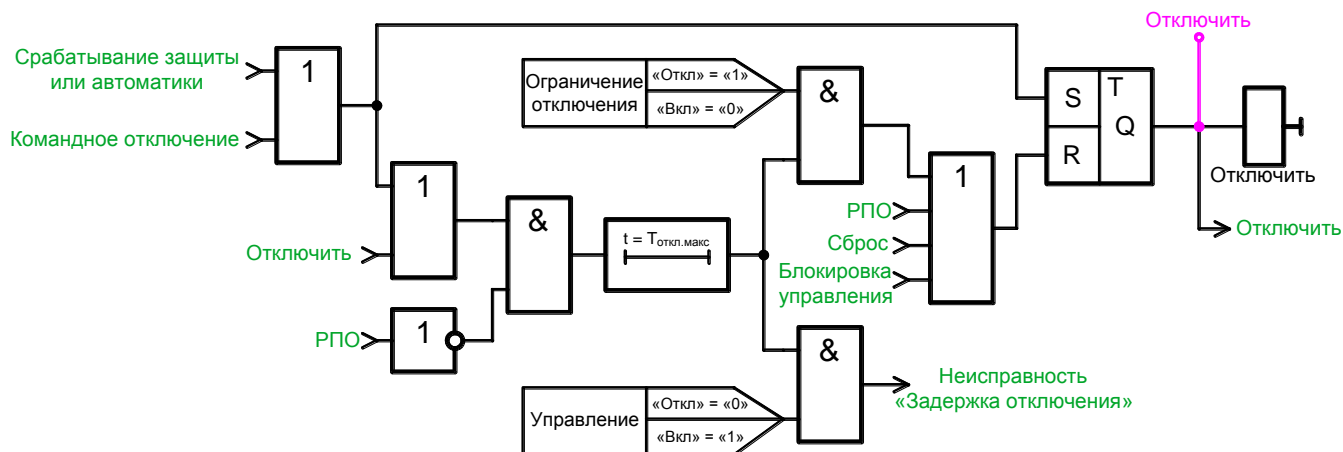 Отключить
Срабатывание защиты
или автоматики
1
Командное отключение
Ограничение
отключения
«Откл» = «1»
«Вкл» = «0»
&
S
T
R
Q
Отключить
Отключить
1
Отключить
&
t = Tоткл.макс
1
РПО
Сброс
Блокировка
управления
РПО
1
&
Неисправность
«Задержка отключения»
Управление
«Откл» = «0»
«Вкл» = «1»